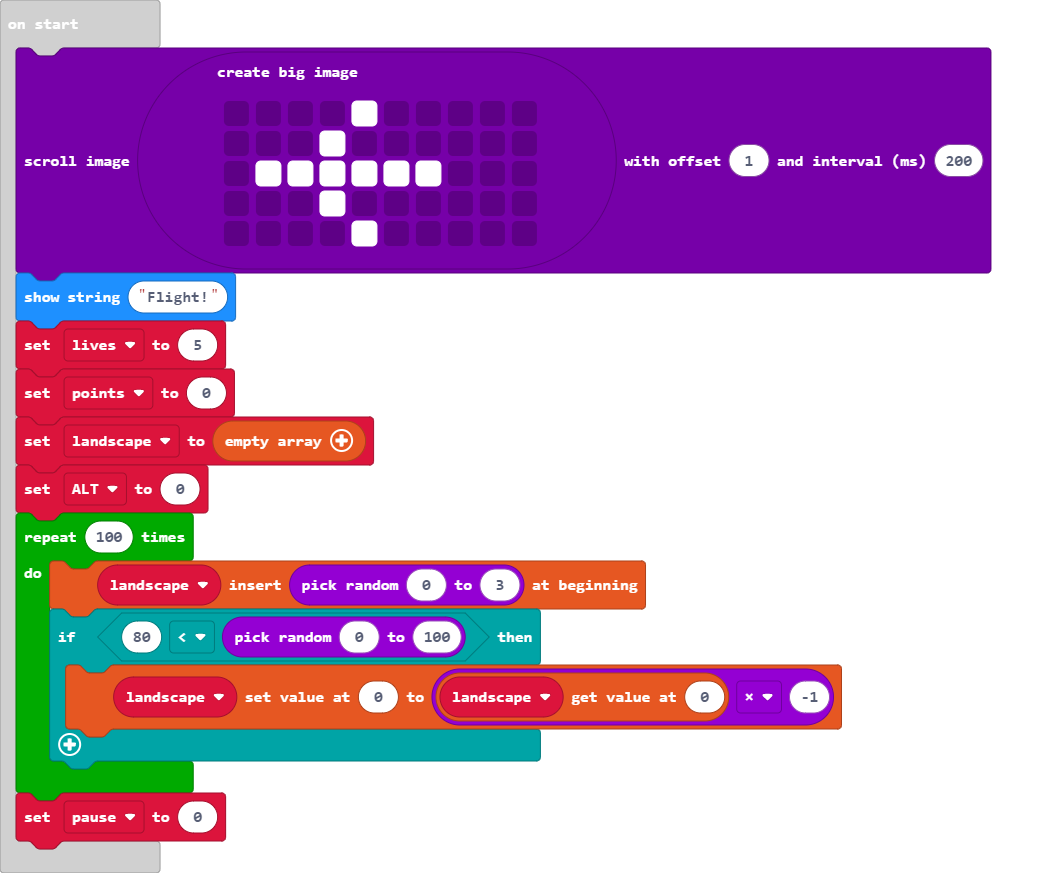 on start
create big image
scroll image with offset 1 and interval (ms) 200
show string "Flight!"
set lives to 5
set points to 0
set landscape to empty array
set ALT to 0
repeat 100 times
do
landscape insert pick random 0 to 3 at beginning
if 80 < pick random 0 to 100 then
landscape set value at 0 to landscape get value at 0 × -1
set pause to 0